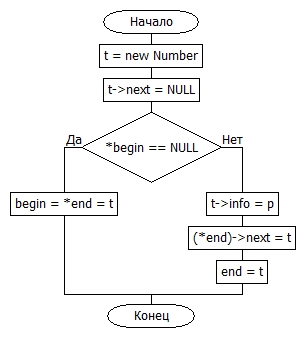 Начало
t = new Number
t->next = NULL
Да
*begin == NULL
Нет
begin = *end = t
t->info = p
(*end)->next = t
end = t
Конец